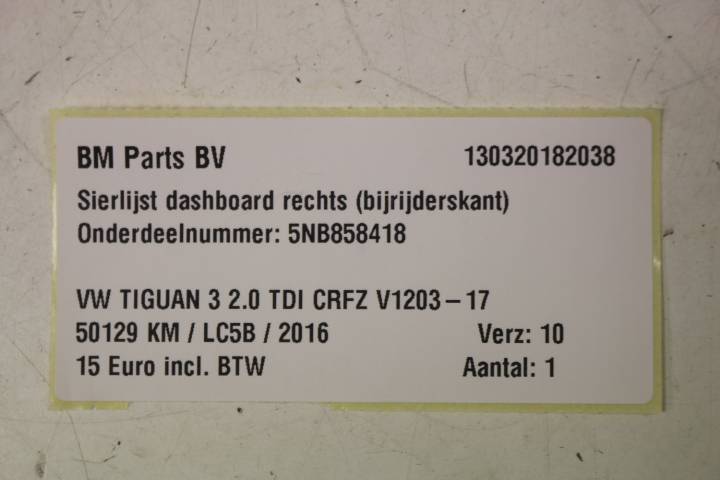 BM Parts BV 130320182038
Sierlijst dashboard rechts (bijrijderskant)
Onderdeelnummer: 5NB858418
VW TIGUAN 3 2.0 TDI CRFZ V1203 – 17
50129 KM / LC5B / 2016 Verz: 10
15 Euro incl. BTW Aantal: 1